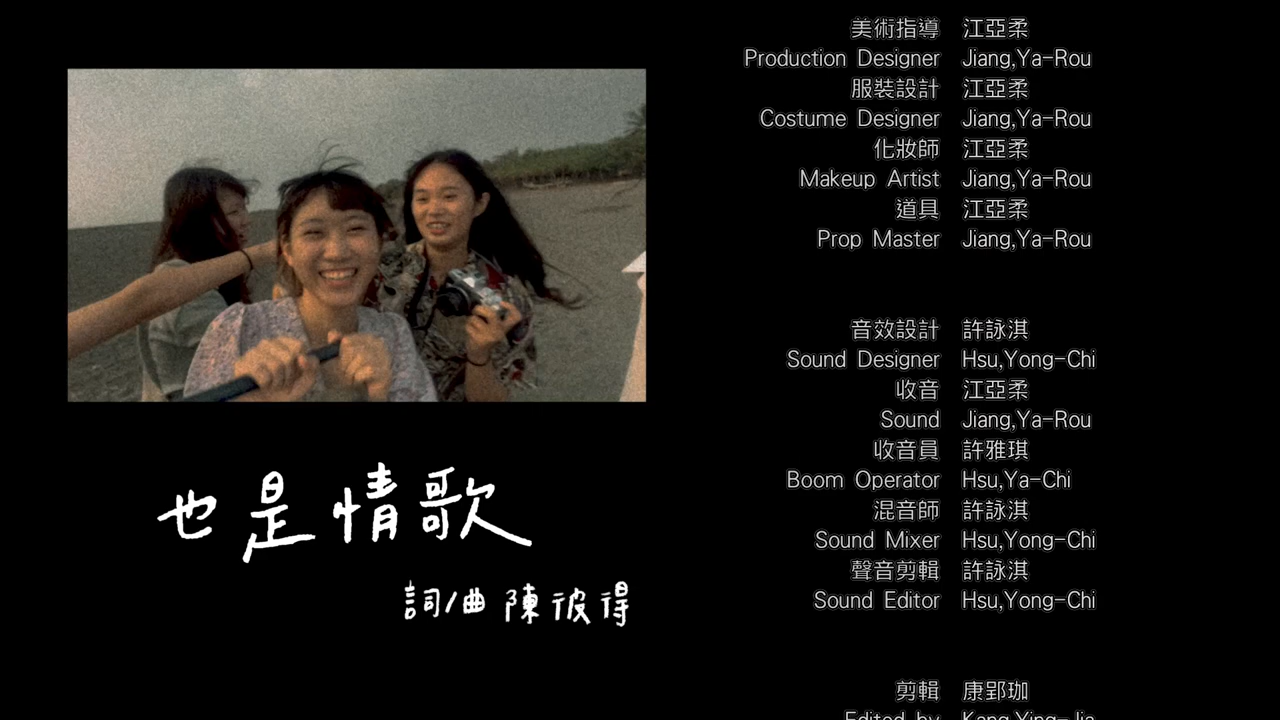 也是情歌
詞/曲 陳彼得
美術指導 江亞柔
Production Designer Jiang,Ya-Rou
服裝設計 江亞柔
Costume Designer Jiang,Ya-Rou
化妝師 江亞柔
Makeup Artist Jiang,Ya-Rou
道具 江亞柔
Prop Master Jiang,Ya-Rou
音效設計 許詠淇
Sound Designer Hsu,Yong-Chi
收音 江亞柔
Sound Jiang,Ya-Rou
收音員 許雅琪
Boom Operator Hsu,Ya-Chi
混音師 許詠淇
Sound Mixer Hsu,Yong-Chi
聲音剪輯 許詠淇
Sound Editor Hsu,Yong-Chi
剪輯 康郢珈
Edited by Kang,Ying-Jia